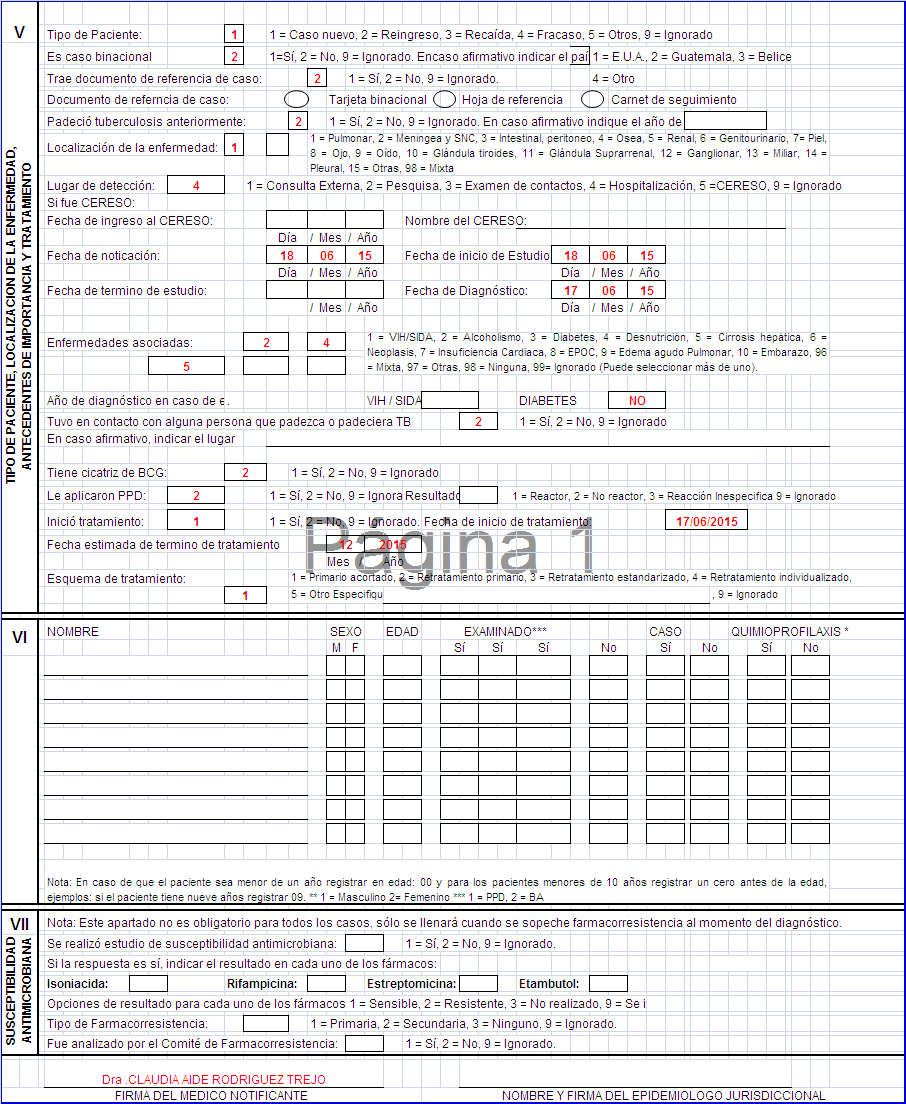 V
TIPO DE PACIENTE, LOCALIZACION DE LA ENFERMEDAD,
ANTECEDENTES DE IMPORTANCIA Y TRATAMIENTO
Tipo de Paciente: 1 1 = Caso nuevo, 2 = Reingreso, 3 = Recaída, 4 = Fracaso, 5 = Otros, 9 = Ignorado
Es caso binacional 2 1=Sí, 2 = No, 9 = Ignorado. Encaso afirmativo indicar el paí 1 = E.U.A., 2 = Guatemala, 3 = Belice
Trae documento de referencia de caso: 2 1 = Sí, 2 = No, 9 = Ignorado. 4 = Otro
Documento de referncia de caso: Tarjeta binacional Hoja de referencia Carnet de seguimiento
Padeció tuberculosis anteriormente: 2 1 = Sí, 2 = No, 9 = Ignorado. En caso afirmativo indique el año de
Localización de la enfermedad: 1 1 = Pulmonar, 2 = Meníngea y SNC, 3 = Intestinal, peritoneo, 4 = Osea, 5 = Renal, 6 = Genitourinario, 7= Piel,
8 = Ojo, 9 = Oído, 10 = Glándula tiroides, 11 = Glándula Suprarrenal, 12 = Ganglionar, 13 = Miliar, 14 =
Pleural, 15 = Otras, 98 = Mixta
Lugar de detección: 4 1 = Consulta Externa, 2 = Pesquisa, 3 = Examen de contactos, 4 = Hospitalización, 5 =CERESO, 9 = Ignorado
Si fue CERESO:
Fecha de ingreso al CERESO: Nombre del CERESO:
Día / Mes / Año
Fecha de noticación: 18 06 15 Fecha de inicio de Estudio 18 06 15
Día / Mes / Año Día / Mes / Año
Fecha de termino de estudio: Fecha de Diagnóstico: 17 06 15
/ Mes / Año Día / Mes / Año
Enfermedades asociadas: 2 4 1 = VIH/SIDA, 2 = Alcoholismo, 3 = Diabetes, 4 = Desnutrición, 5 = Cirrosis hepática, 6 =
Neoplasis, 7 = Insuficiencia Cardiaca, 8 = EPOC, 9 = Edema agudo Pulmonar, 10 = Embarazo, 96
5 = Mixta, 97 = Otras, 98 = Ninguna, 99= Ignorado (Puede seleccionar más de uno).
Año de diagnóstico en caso de e. VIH / SIDA DIABETES NO
Tuvo en contacto con alguna persona que padezca o padeciera TB 2 1 = Sí, 2 = No, 9 = Ignorado
En caso afirmativo, indicar el lugar
Tiene cicatriz de BCG: 2 1 = Sí, 2 = No, 9 = Ignorado
Le aplicaron PPD: 2 1 = Sí, 2 = No, 9 = Ignora Resultado 1 = Reactor, 2 = No reactor, 3 = Reacción Inespecifica 9 = Ignorado
Inició tratamiento: 1 1 = Sí, 2 = No, 9 = Ignorado. Fecha de inicio de tratamiento: 17/06/2015
Página 1
Fecha estimada de termino de tratamiento 12 2015
Mes / Año
Esquema de tratamiento: 1 = Primario acortado, 2 = Retratamiento primario, 3 = Retratamiento estandarizado, 4 = Retratamiento individualizado,
1 5 = Otro Especifiqu , 9 = Ignorado
VI NOMBRE SEXO EDAD EXAMINADO*** CASO QUIMIOPROFILAXIS *
M F Sí Sí Sí No Sí No Sí No
Nota: En caso de que el paciente sea menor de un año registrar en edad: 00 y para los pacientes menores de 10 años registrar un cero antes de la edad,
ejemplos: si el paciente tiene nueve años registrar 09. ** 1 = Masculino 2= Femenino *** 1 = PPD, 2 = BA
VII Nota: Este apartado no es obligatorio para todos los casos, sólo se llenará cuando se sopeche farmacorresistencia al momento del diagnóstico.
SUSCEPTIBILIDAD
ANTIMICROBIANA
Se realizó estudio de susceptibilidad antimicrobiana: 1 = Sí, 2 = No, 9 = Ignorado.
Si la respuesta es sí, indicar el resultado en cada uno de los fármacos:
Isoniacida: Rifampicina: Estreptomicina: Etambutol:
Opciones de resultado para cada uno de los fármacos 1 = Sensible, 2 = Resistente, 3 = No realizado, 9 = Se i
Tipo de Farmacorresistencia: 1 = Primaria, 2 = Secundaria, 3 = Ninguno, 9 = Ignorado.
Fue analizado por el Comité de Farmacorresistencia: 1 = Sí, 2 = No, 9 = Ignorado.
Dra .CLAUDIA AIDE RODRIGUEZ TREJO
FIRMA DEL MEDICO NOTIFICANTE NOMBRE Y FIRMA DEL EPIDEMIOLOGO JURISDICCIONAL